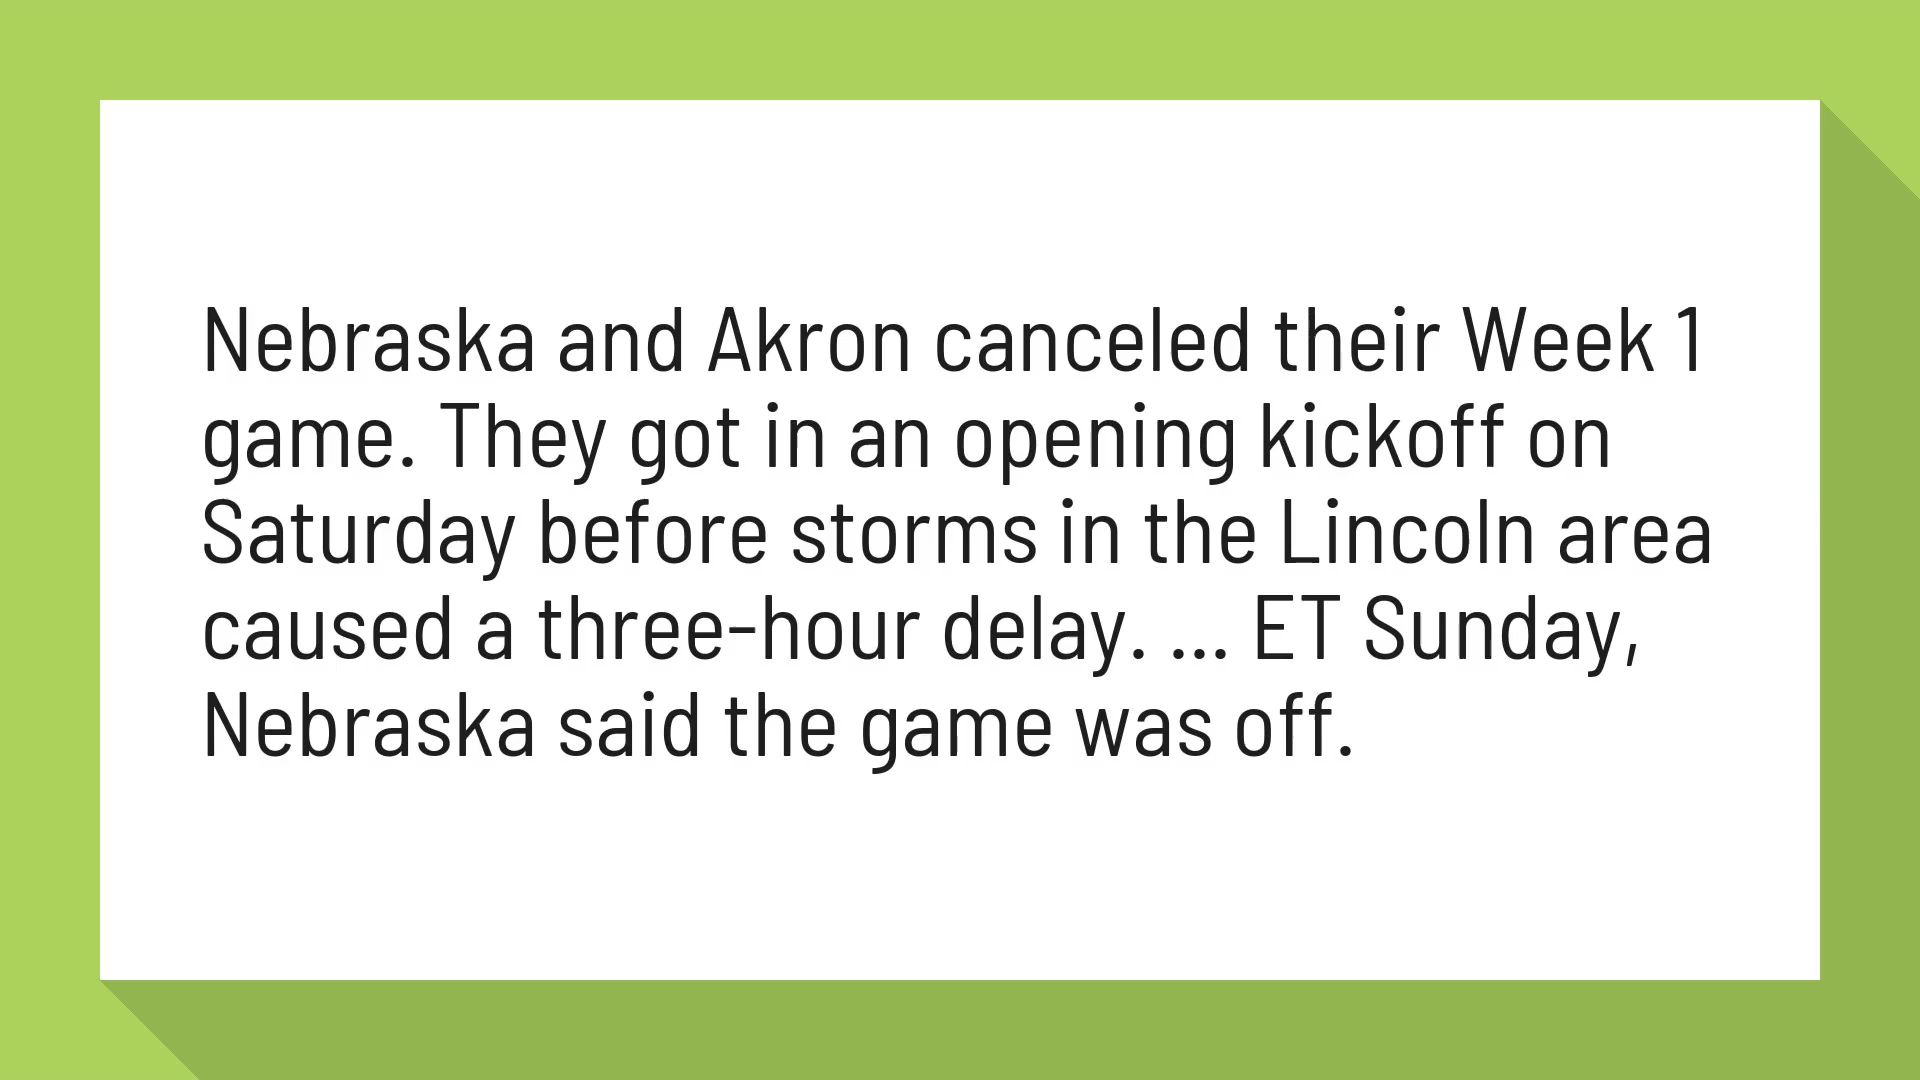 Nebraska and Akron canceled their Week 1
game. They got in an opening kickoff on
Saturday before storms in the Lincoln area
caused a three-hour delay. ... ET Sunday,
Nebraska said the game was off.